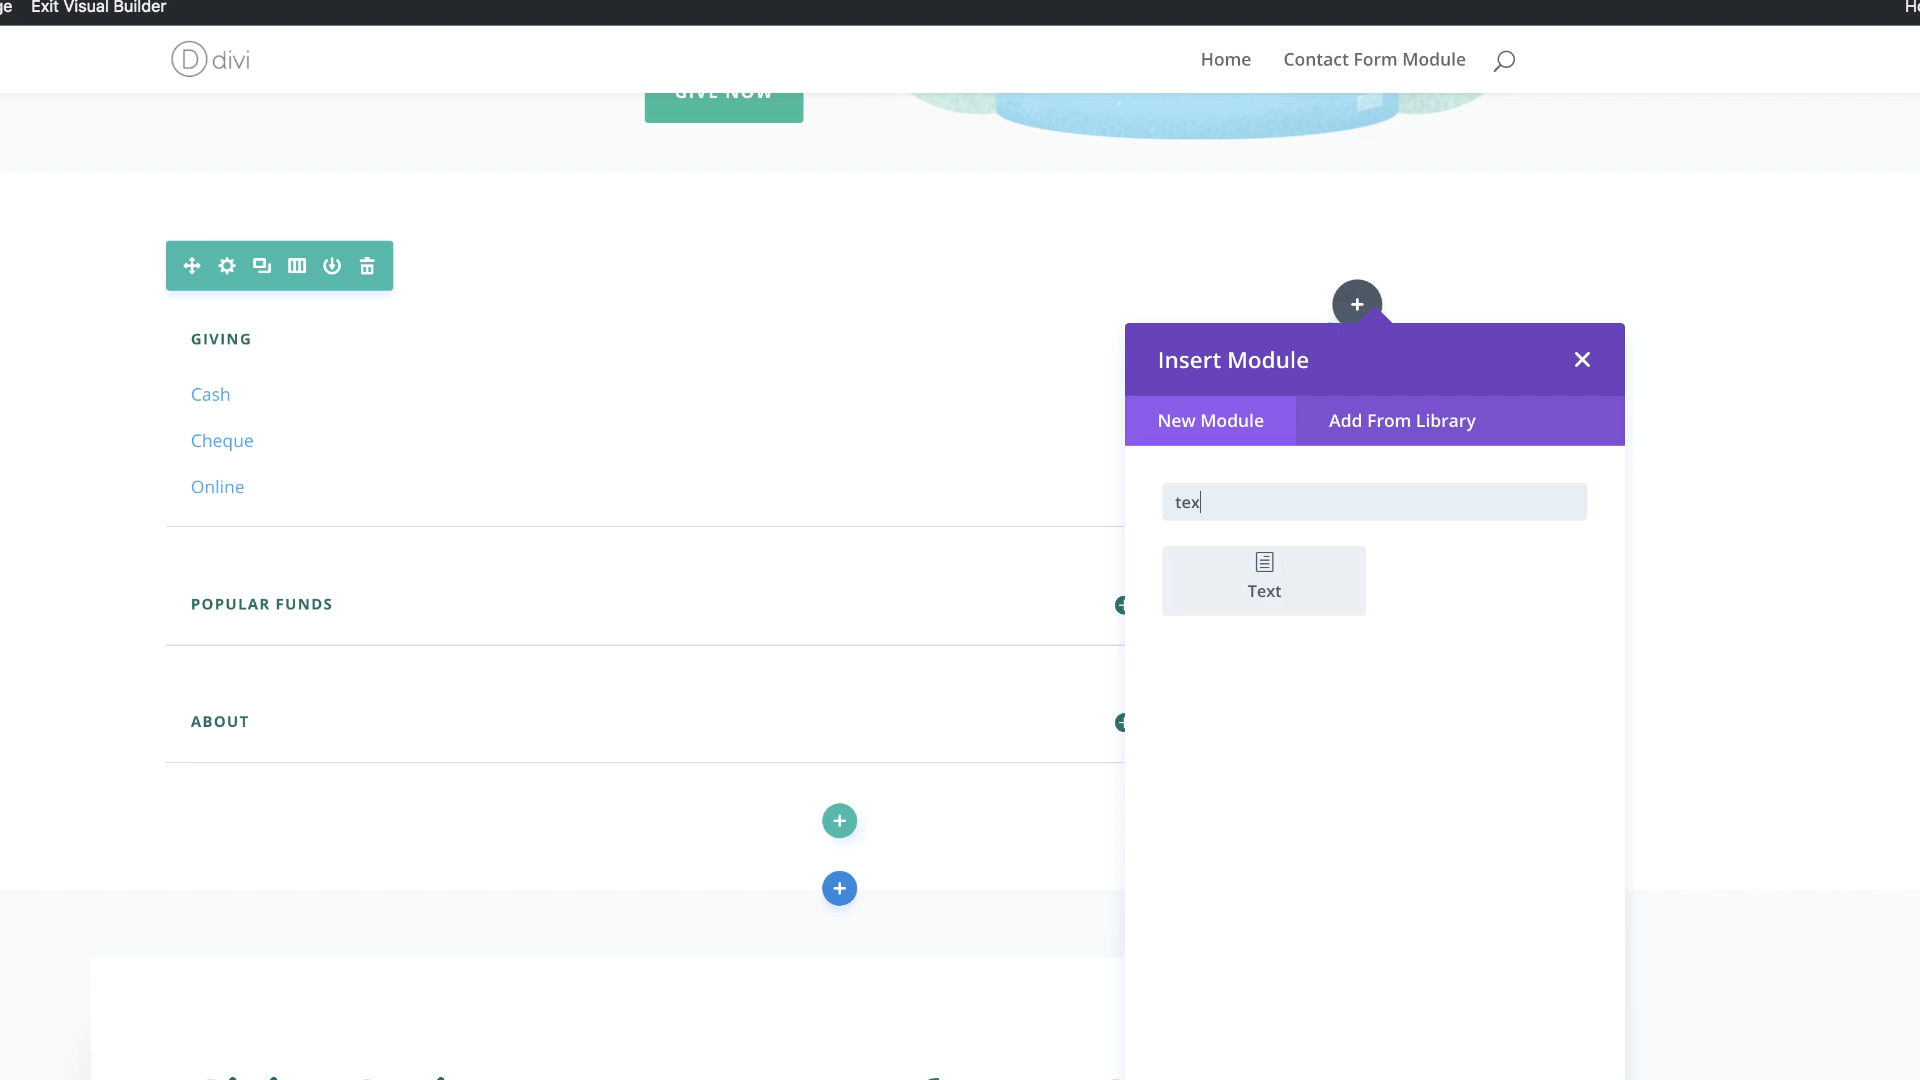 Exit Visual Builder
divi
Home
Contact Form Module
GIVE NOW
GIVING
Cash
Cheque
Online
POPULAR FUNDS
ABOUT
Insert Module
New Module
Add From Library
tex
Text